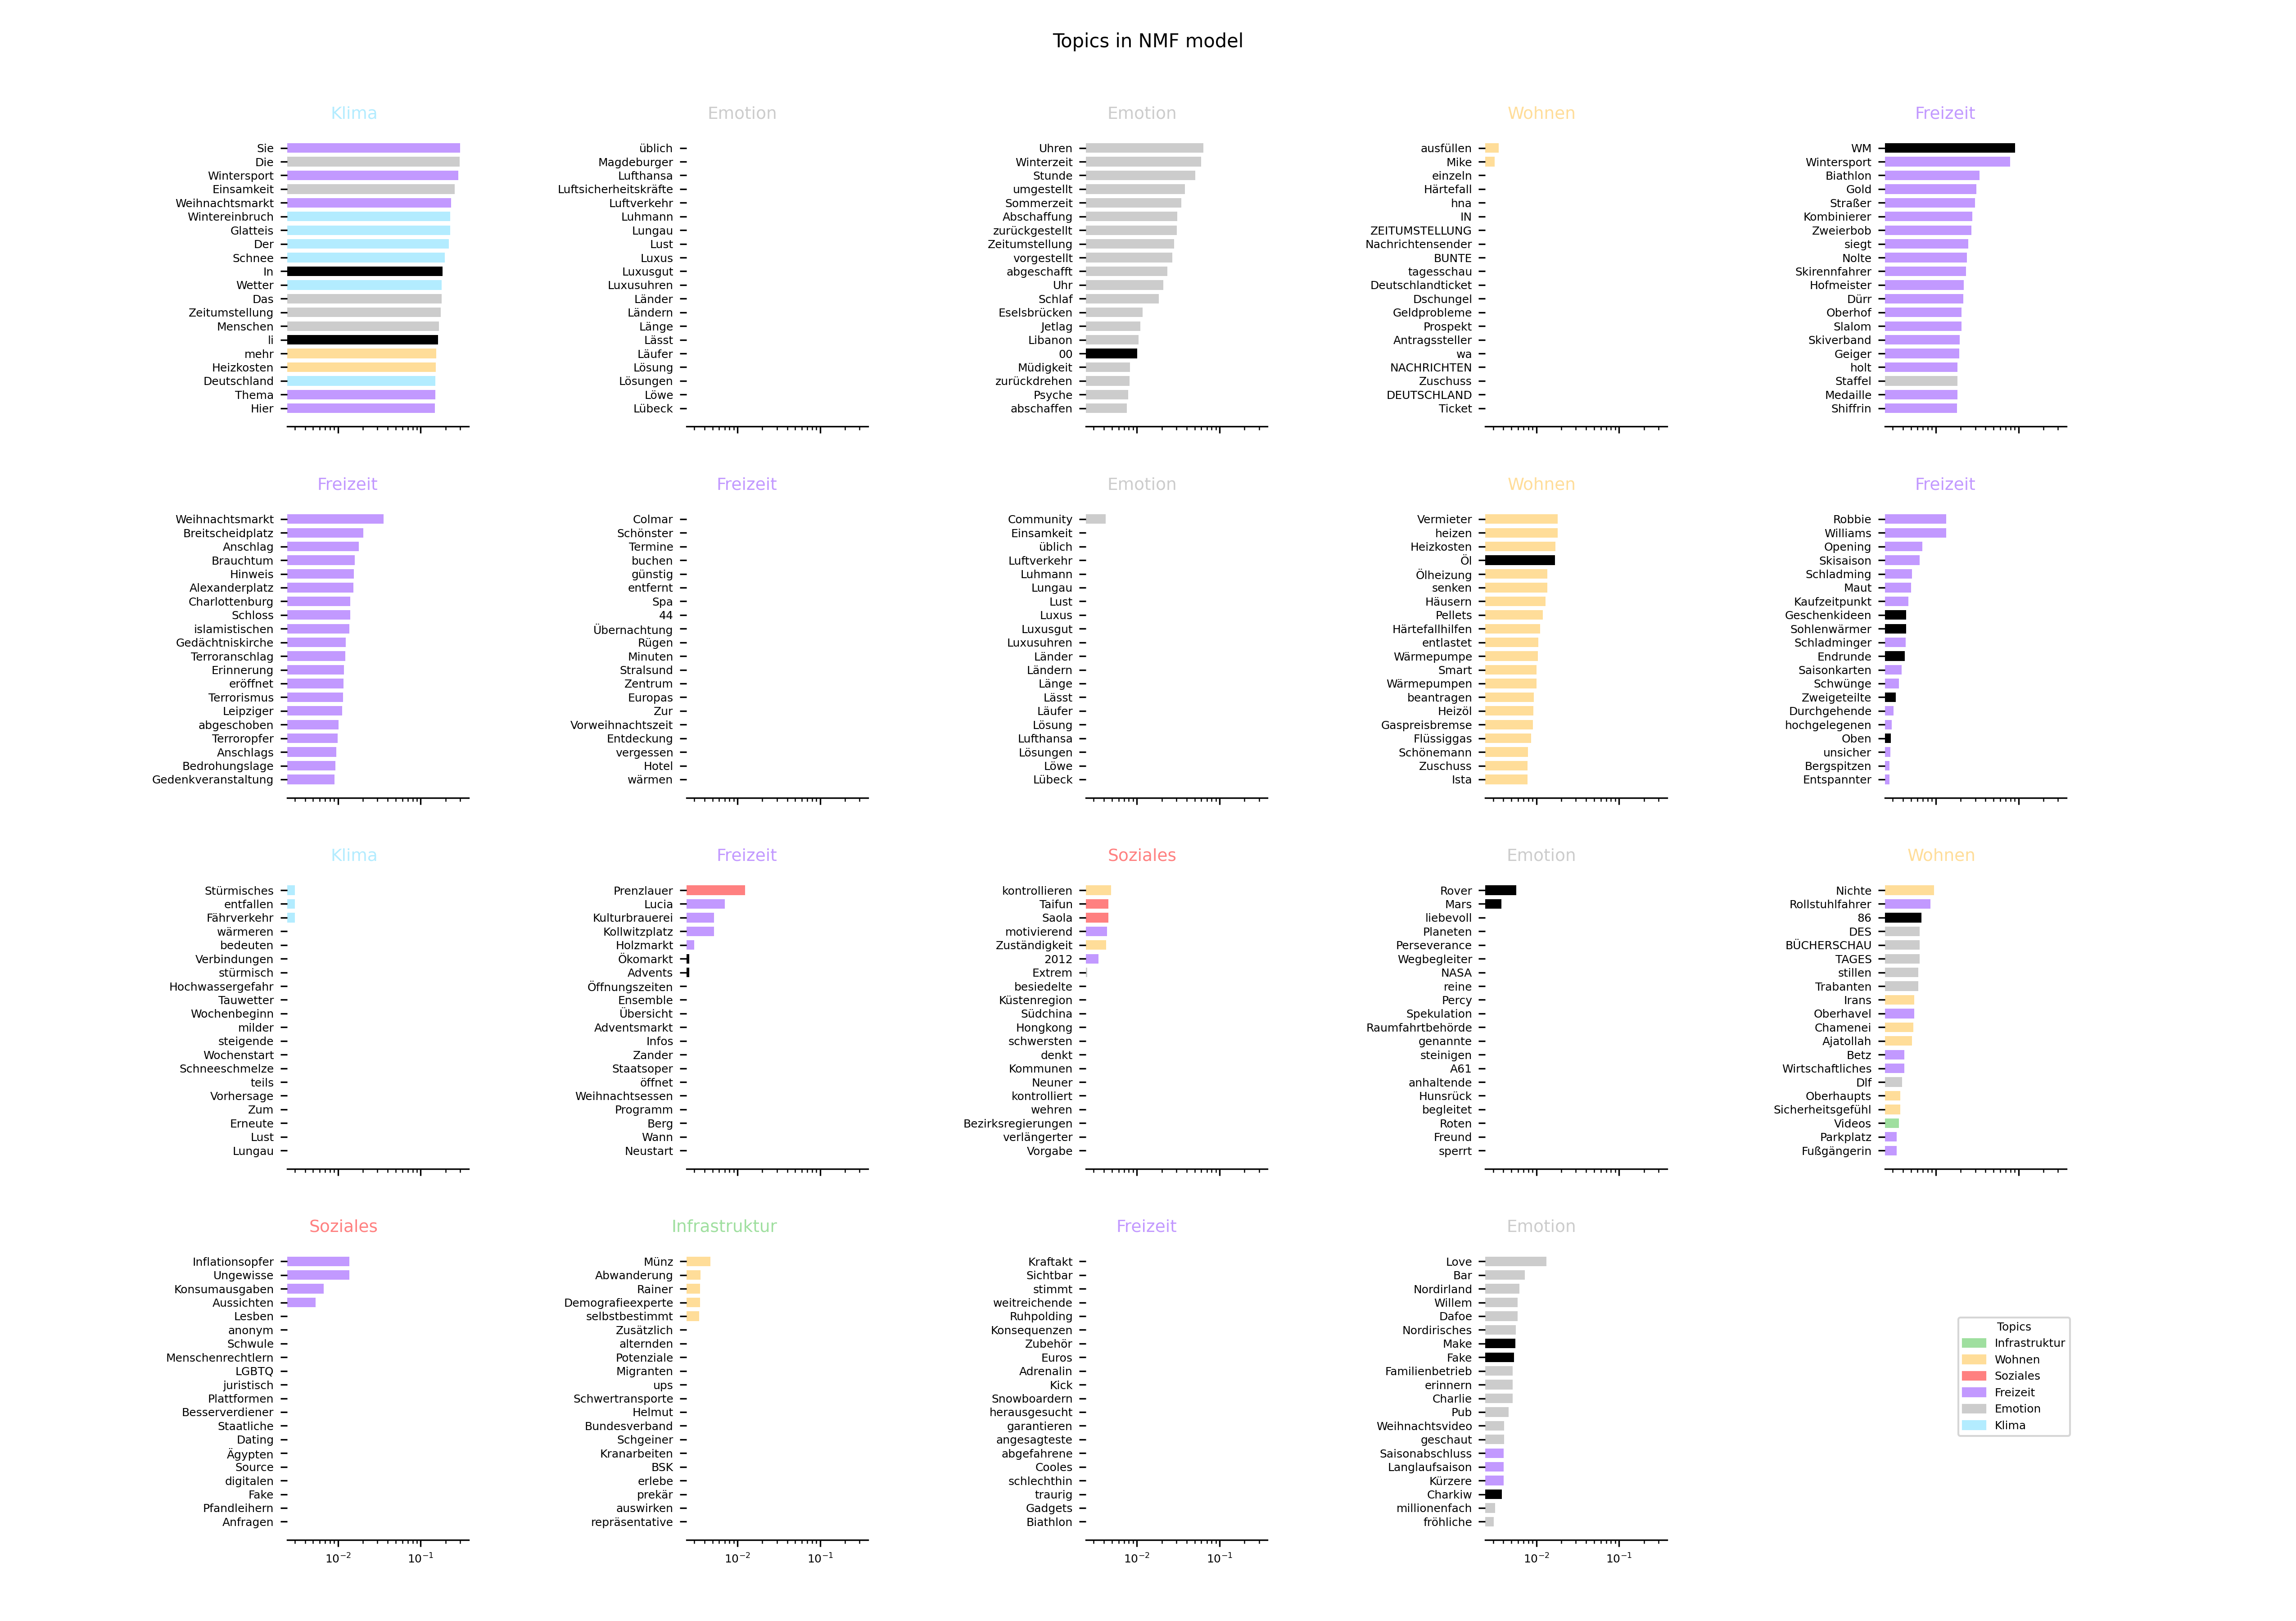 Topics in NMF model
Klima
Sie
Die
Wintersport
Einsamkeit
Weihnachtsmarkt
Wintereinbruch
Glatteis
Der
Schnee
In
Wetter
Das
Zeitumstellung
Menschen
li
mehr
Heizkosten
Deutschland
Thema
Hier
Emotion
üblich
Magdeburger
Lufthansa
Luftsicherheitskräfte
Luftverkehr
Luhmann
Lungau
Lust
Luxus
Luxusgut
Luxusuhren
Länder
Ländern
Länge
Lässt
Läufer
Lösung
Lösungen
Löwe
Lübeck
Emotion
Uhren
Winterzeit
Stunde
umgestellt
Sommerzeit
Abschaffung
zurückgestellt
Zeitumstellung
vorgestellt
abgeschafft
Uhr
Schlaf
Eselsbrücken
Jetlag
Libanon
00
Müdigkeit
zurückdrehen
Psyche
abschaffen
Wohnen
ausfüllen
Mike
einzeln
Härtefall
hna
IN
ZEITUMSTELLUNG
Nachrichtensender
BUNTE
tagesschau
Deutschlandticket
Dschungel
Geldprobleme
Prospekt
Antragssteller
wa
NACHRICHTEN
Zuschuss
DEUTSCHLAND
Ticket
Freizeit
WM
Wintersport
Biathlon
Gold
Straßer
Kombinierer
Zweierbob
siegt
Nolte
Skirennfahrer
Hofmeister
Dürr
Oberhof
Slalom
Skiverband
Geiger
holt
Staffel
Medaille
Shiffrin
Freizeit
Weihnachtsmarkt
Breitscheidplatz
Anschlag
Brauchtum
Hinweis
Alexanderplatz
Charlottenburg
Schloss
islamistischen
Gedächtniskirche
Terroranschlag
Erinnerung
eröffnet
Terrorismus
Leipziger
abgeschoben
Terroropfer
Anschlags
Bedrohungslage
Gedenkveranstaltung
Freizeit
Colmar
Schönster
Termine
buchen
günstig
entfernt
Spa
44
Übernachtung
Rügen
Minuten
Stralsund
Zentrum
Europas
Zur
Vorweihnachtszeit
Entdeckung
vergessen
Hotel
wärmen
Emotion
Community
Einsamkeit
üblich
Luftverkehr
Luhmann
Lungau
Lust
Luxus
Luxusgut
Luxusuhren
Länder
Ländern
Länge
Lässt
Läufer
Lösung
Lufthansa
Lösungen
Löwe
Lübeck
Wohnen
Vermieter
heizen
Heizkosten
Öl
Ölheizung
senken
Häusern
Pellets
Härtefallhilfen
entlastet
Wärmepumpe
Smart
Wärmepumpen
beantragen
Heizöl
Gaspreisbremse
Flüssiggas
Schönemann
Zuschuss
Ista
Freizeit
Robbie
Williams
Opening
Skisaison
Schladming
Maut
Kaufzeitpunkt
Geschenkideen
Sohlenwärmer
Schladminger
Endrunde
Saisonkarten
Schwünge
Zweigeteilte
Durchgehende
hochgelegenen
Oben
unsicher
Bergspitzen
Entspannter
Klima
Stürmisches
entfallen
Fährverkehr
wärmeren
bedeuten
Verbindungen
stürmisch
Hochwassergefahr
Tauwetter
Wochenbeginn
milder
steigende
Wochenstart
Schneeschmelze
teils
Vorhersage
Zum
Erneute
Lust
Lungau
Freizeit
Prenzlauer
Lucia
Kulturbrauerei
Kollwitzplatz
Holzmarkt
Ökomarkt
Advents
Öffnungszeiten
Ensemble
Übersicht
Adventsmarkt
Infos
Zander
Staatsoper
öffnet
Weihnachtsessen
Programm
Berg
Wann
Neustart
Soziales
kontrollieren
Taifun
Saola
motivierend
Zuständigkeit
2012
Extrem
besiedelte
Küstenregion
Südchina
Hongkong
schwersten
denkt
Kommunen
Neuner
kontrolliert
wehren
Bezirksregierungen
verlängerter
Vorgabe
Emotion
Rover
Mars
liebevoll
Planeten
Perseverance
Wegbegleiter
NASA
reine
Percy
Spekulation
Raumfahrtbehörde
genannte
steinigen
A61
anhaltende
Hunsrück
begleitet
Roten
Freund
sperrt
Wohnen
Nichte
Rollstuhlfahrer
86
DES
BÜCHERSCHAU
TAGES
stillen
Trabanten
Irans
Oberhavel
Chamenei
Ajatollah
Betz
Wirtschaftliches
Dlf
Oberhaupts
Sicherheitsgefühl
Videos
Parkplatz
Fußgängerin
Soziales
Inflationsopfer
Ungewisse
Konsumausgaben
Aussichten
Lesben
anonym
Schwule
Menschenrechtlern
LGBTQ
juristisch
Plattformen
Besserverdiener
Staatliche
Dating
Ägypten
Source
digitalen
Fake
Pfandleihern
Anfragen
10⁻² 10⁻¹
Infrastruktur
Münz
Abwanderung
Rainer
Demografieexperte
selbstbestimmt
Zusätzlich
alternden
Potenziale
Migranten
ups
Schwertransporte
Helmut
Bundesverband
Schgeiner
Kranarbeiten
BSK
erlebe
prekär
auswirken
repräsentative
10⁻² 10⁻¹
Freizeit
Kraftakt
Sichtbar
stimmt
weitreichende
Ruhpolding
Konsequenzen
Zubehör
Euros
Adrenalin
Kick
Snowboardern
herausgesucht
garantieren
angesagteste
abgefahrene
Cooles
schlechthin
traurig
Gadgets
Biathlon
10⁻² 10⁻¹
Emotion
Love
Bar
Nordirland
Willem
Dafoe
Nordirisches
Make
Fake
Familienbetrieb
erinnern
Charlie
Pub
Weihnachtsvideo
geschaut
Saisonabschluss
Langlaufsaison
Kürzere
Charkiw
millionenfach
fröhliche
10⁻² 10⁻¹
Topics
Infrastruktur
Wohnen
Soziales
Freizeit
Emotion
Klima